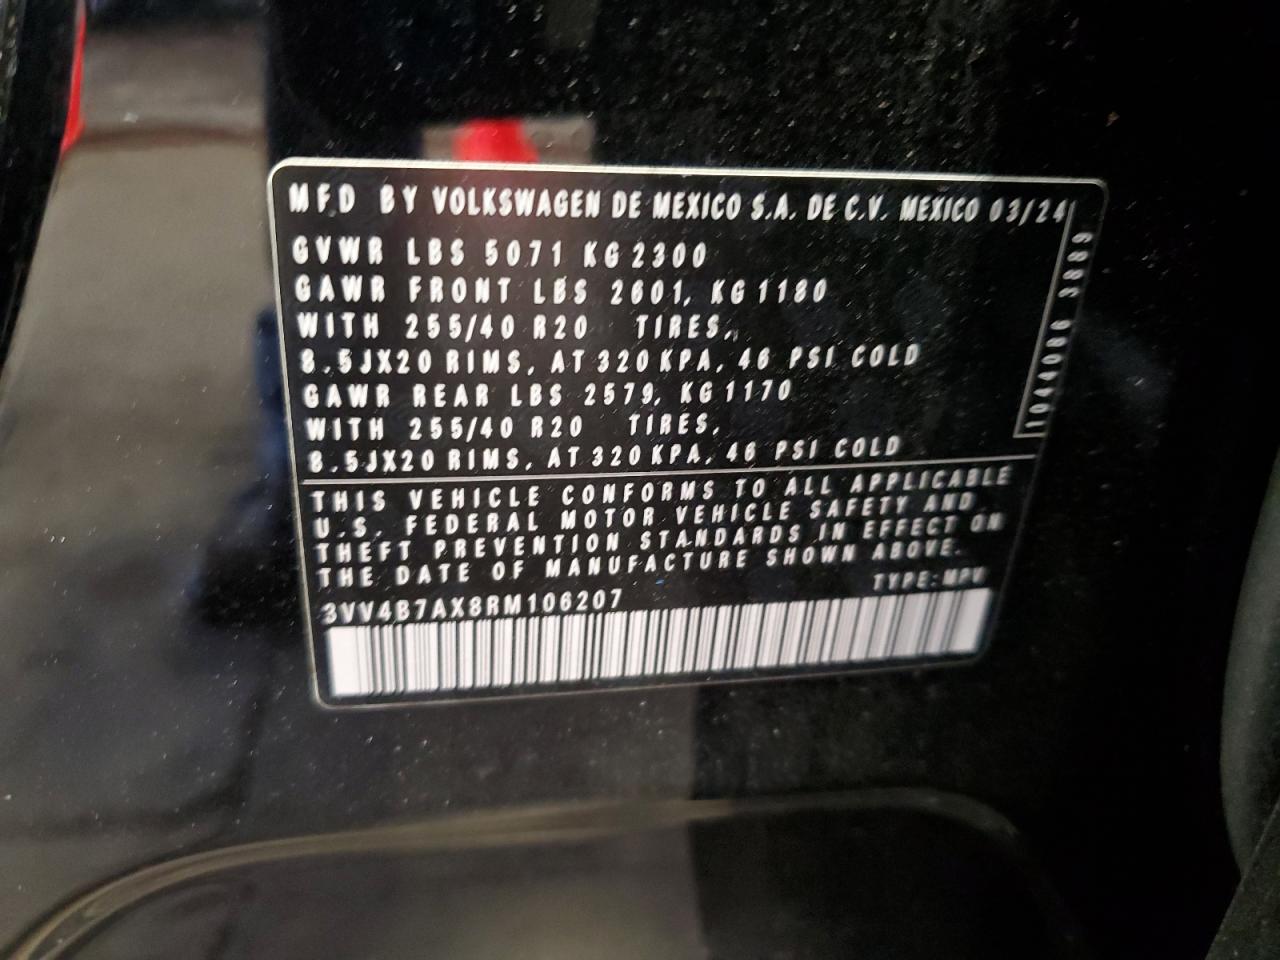 MFD BY VOLKSWAGEN DE MEXICO S.A. DE C.V. MEXICO 03/24
GVWR LBS 5071 KG 2300
GAWR FRONT LBS 2601, KG 1180
WITH 255/40 R20 TIRES,
8.5JX20 RIMS, AT 320 KPA, 46 PSI COLD
GAWR REAR LBS 2579, KG 1170
WITH 255/40 R20 TIRES,
8.5JX20 RIMS, AT 320 KPA, 46 PSI COLD
THIS VEHICLE CONFORMS TO ALL APPLICABLE
U.S. FEDERAL MOTOR VEHICLE SAFETY AND
THEFT PREVENTION STANDARDS IN EFFECT ON
THE DATE OF MANUFACTURE SHOWN ABOVE.
TYPE: MPV
3VV4B7AX8RM106207
1044086 3889